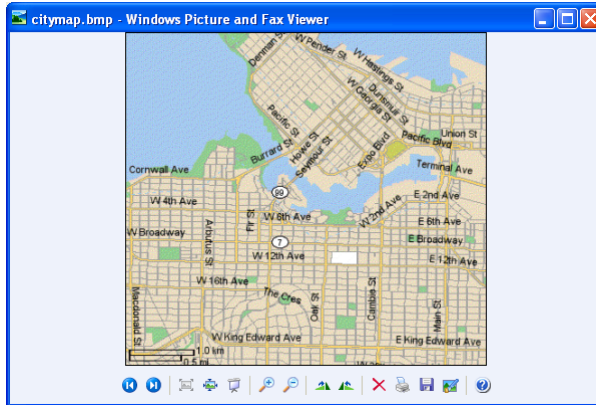 citymap.bmp - Windows Picture and Fax Viewer
Denman St
W Pender St
W Hastings St
Dunsmuir St
W Georgia St
Pacific St
Burrard St
Howe St
Seymour St
Expo Blvd
Pacific Blvd
Union St
Terminal Ave
Cornwall Ave
99
W 4th Ave
E 2nd Ave
W 2nd Ave
Fir St
W 6th Ave
E 6th Ave
Arbutus St
W Broadway
7
E Broadway
W 12th Ave
E 12th Ave
W 16th Ave
The Cres
Oak St
Cambie St
Main St
Macdonald St
W King Edward Ave
E King Edward Ave
1.0 km
0.5 mi